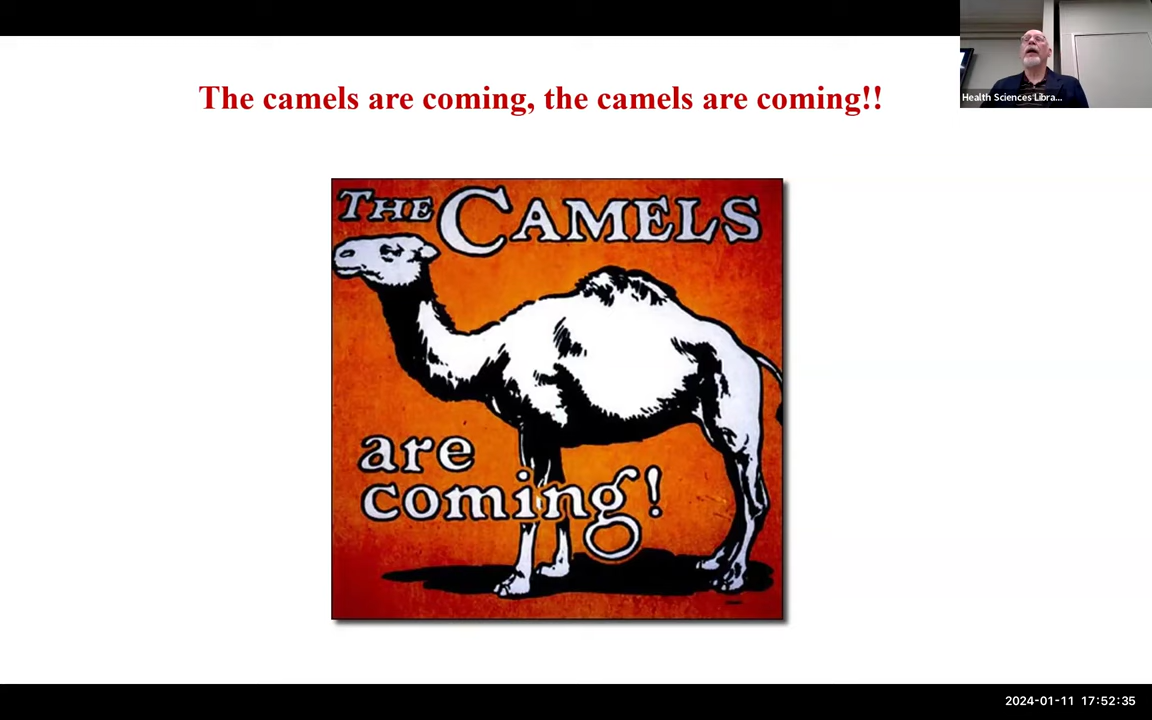 The camels are coming, the camels are coming!!
Health Sciences Libra...
THE CAMELS
are
coming!
2024-01-11 17:52:35